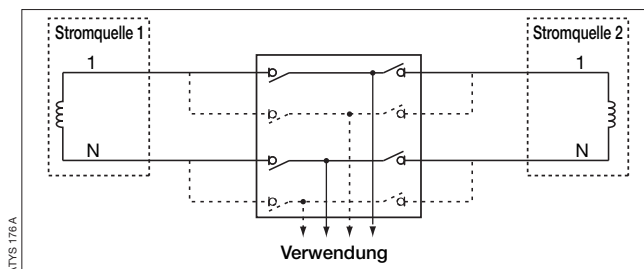 Stromquelle 1
Stromquelle 2
1
1
N
N
Verwendung
ATYS 176 A